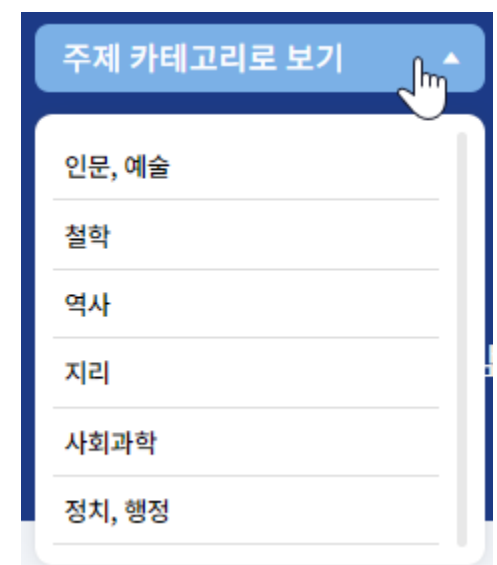 주제 카테고리로 보기
인문, 예술
철학
역사
지리
사회과학
정치, 행정